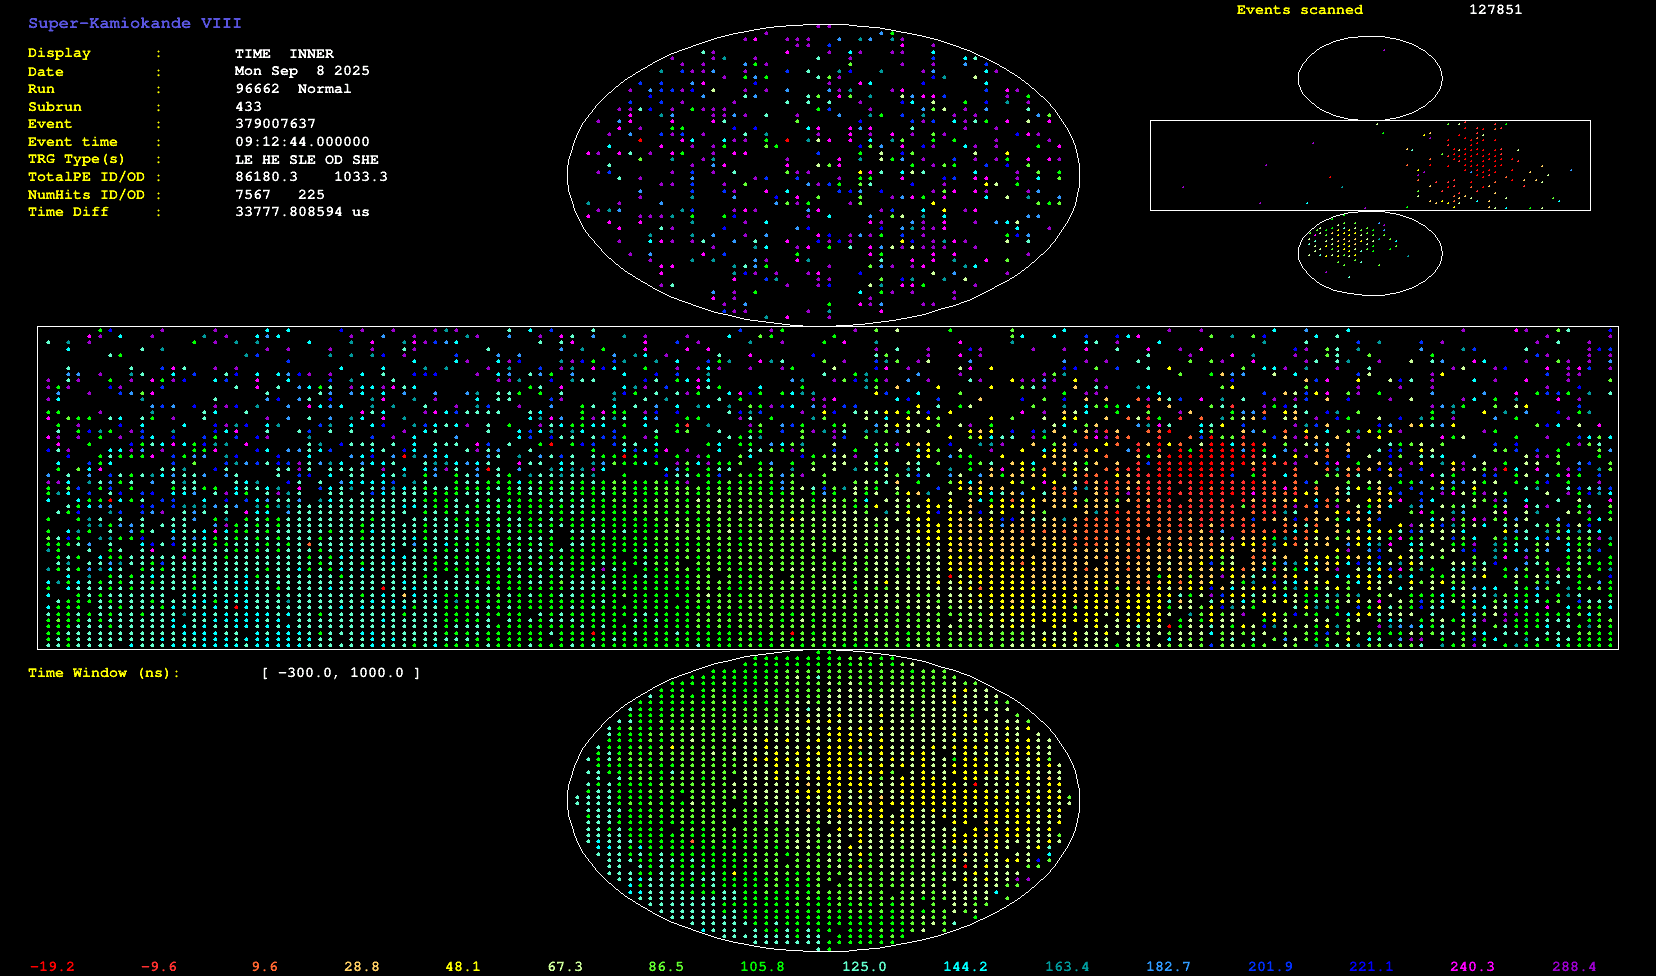 Super-Kamiokande VIII
Events scanned 127851
Display : TIME INNER
Date : Mon Sep 8 2025
Run : 96662 Normal
Subrun : 433
Event : 379007637
Event time : 09:12:44.000000
TRG Type(s) : LE HE SLE OD SHE
TotalPE ID/OD : 86180.3 1033.3
NumHits ID/OD : 7567 225
Time Diff : 33777.808594 us
Time Window (ns): [ -300.0, 1000.0 ]
-19.2 -9.6 9.6 28.8 48.1 67.3 86.5 105.8 125.0 144.2 163.4 182.7 201.9 221.1 240.3 288.4